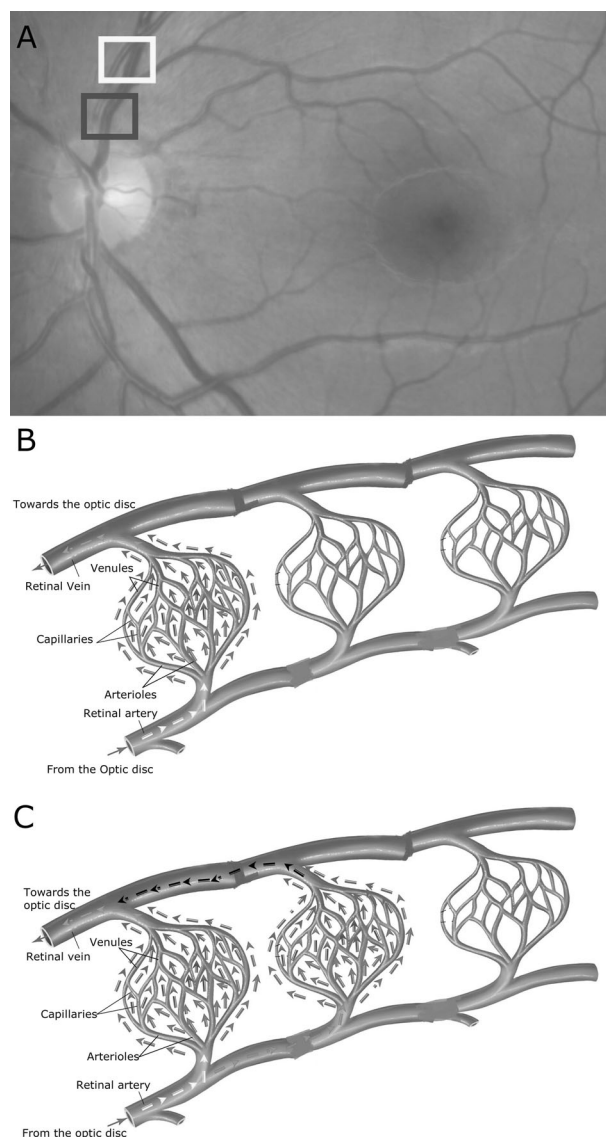 A
B
Towards the optic disc
Retinal Vein
Venules
Capillaries
Arterioles
Retinal artery
From the Optic disc
C
Towards the
optic disc
Retinal vein
Venules
Capillaries
Arterioles
Retinal artery
From the optic disc